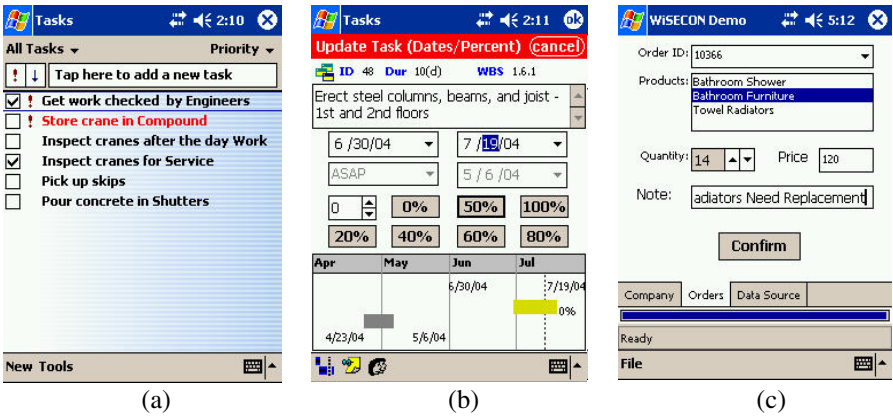 Tasks 2:10
All Tasks Priority
! ↓ Tap here to add a new task
! Get work checked by Engineers
! Store crane in Compound
Inspect cranes after the day Work
Inspect cranes for Service
Pick up skips
Pour concrete in Shutters
New Tools
(a)
Tasks 2:11 ok
Update Task (Dates/Percent) (cancel)
ID 48 Dur 10(d) WBS 1.6.1
Erect steel columns, beams, and joist -
1st and 2nd floors
6 /30/04 7 /19/04
ASAP 5 / 6 /04
0 0% 50% 100%
20% 40% 60% 80%
Apr May Jun Jul
6/30/04 7/19/04
0%
4/23/04 5/6/04
(b)
WiSECON Demo 5:12
Order ID: 10366
Products: Bathroom Shower
Bathroom Furniture
Towel Radiators
Quantity: 14 Price 120
Note: adiators Need Replacement
Confirm
Company Orders Data Source
Ready
File
(c)